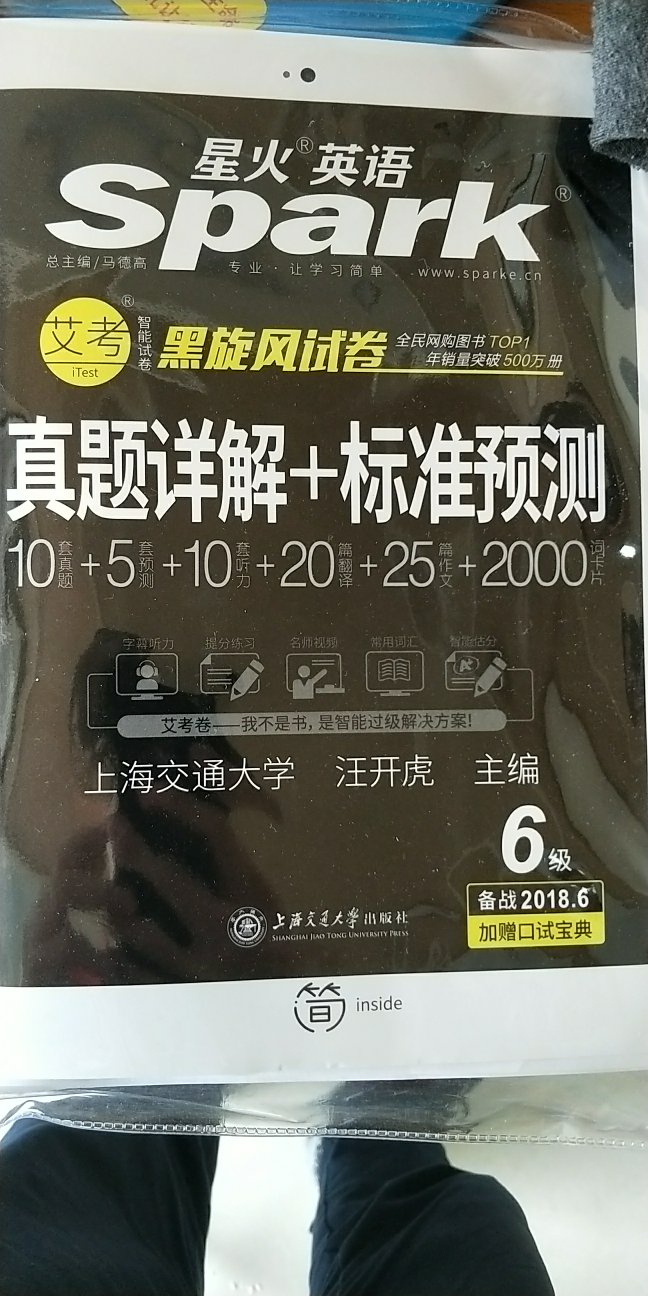 星火®英语
Spark®
总主编/马德高
专业·让学习简单
www.sparke.cn
艾考®
iTest
智能试卷
黑旋风试卷
全民网购图书TOP1
年销量突破500万册
真题详解+标准预测
10套真题+5套预测+10套听力+20篇翻译+25篇作文+2000词卡片
字幕听力 提分练习 名师视频 常用词汇 智能估分
艾考卷——我不是书,是智能过级解决方案!
上海交通大学 汪开虎 主编
6级
备战2018.6
加赠口试宝典
上海交通大学出版社
SHANGHAI JIAO TONG UNIVERSITY PRESS
简 inside